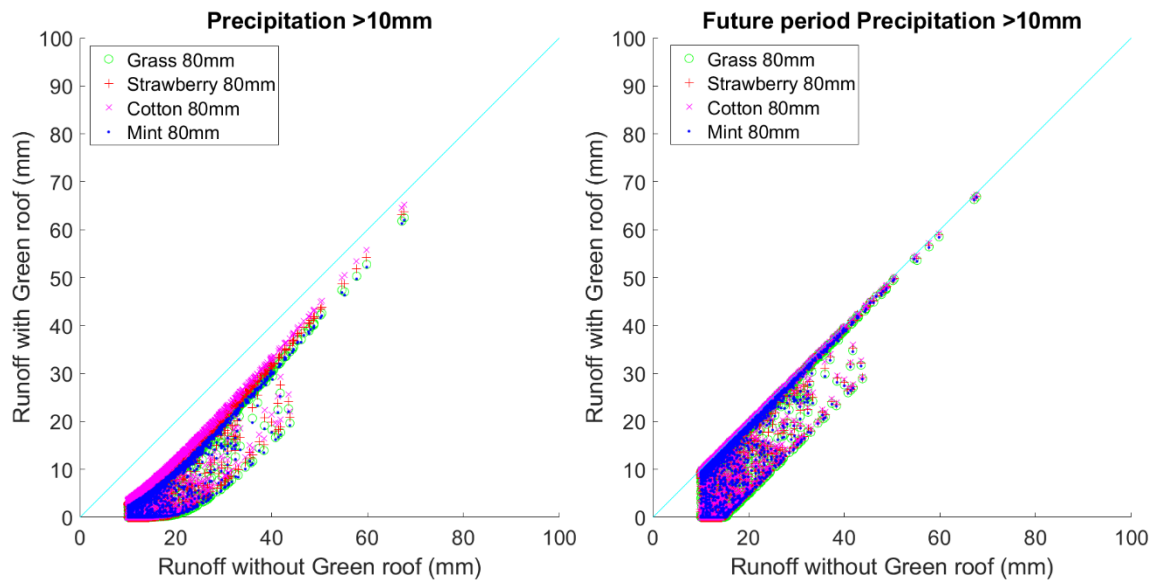 Precipitation >10mm
100
90
80
70
60
50
40
30
20
10
0
Runoff with Green roof (mm)
Grass 80mm
Strawberry 80mm
Cotton 80mm
Mint 80mm
0 20 40 60 80 100
Runoff without Green roof (mm)
Future period Precipitation >10mm
100
90
80
70
60
50
40
30
20
10
0
Runoff with Green roof (mm)
Grass 80mm
Strawberry 80mm
Cotton 80mm
Mint 80mm
0 20 40 60 80 100
Runoff without Green roof (mm)